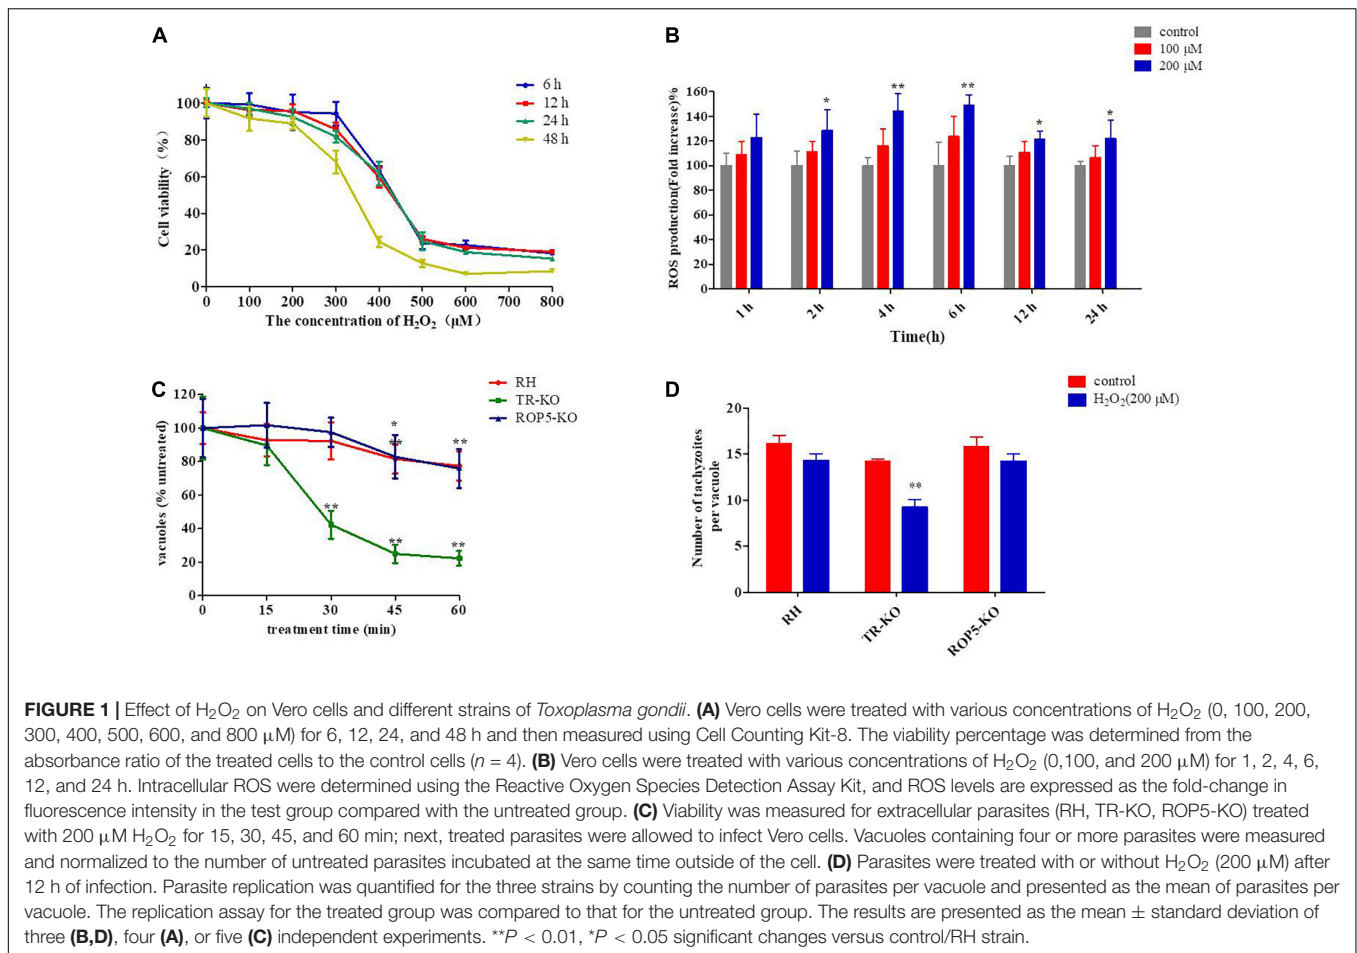 A
6 h
12 h
24 h
48 h
Cell viability (%)
100
80
60
40
20
0
0 100 200 300 400 500 600 700 800
The concentration of H₂O₂ (μM)
B
control
100 μM
200 μM
ROS production(Fold increase)%
160
140
120
100
80
60
40
20
0
* ** ** * *
1 h 2 h 4 h 6 h 12 h 24 h
Time(h)
C
RH
TR-KO
ROP5-KO
vacuoles (% untreated)
120
100
80
60
40
20
0
*
** **
**
** **
0 15 30 45 60
treatment time (min)
D
control
H₂O₂(200 μM)
Number of tachyzoites
per vacuole
20
15
10
5
0
**
RH TR-KO ROP5-KO
FIGURE 1 | Effect of H₂O₂ on Vero cells and different strains of Toxoplasma gondii. (A) Vero cells were treated with various concentrations of H₂O₂ (0, 100, 200,
300, 400, 500, 600, and 800 μM) for 6, 12, 24, and 48 h and then measured using Cell Counting Kit-8. The viability percentage was determined from the
absorbance ratio of the treated cells to the control cells (n = 4). (B) Vero cells were treated with various concentrations of H₂O₂ (0,100, and 200 μM) for 1, 2, 4, 6,
12, and 24 h. Intracellular ROS were determined using the Reactive Oxygen Species Detection Assay Kit, and ROS levels are expressed as the fold-change in
fluorescence intensity in the test group compared with the untreated group. (C) Viability was measured for extracellular parasites (RH, TR-KO, ROP5-KO) treated
with 200 μM H₂O₂ for 15, 30, 45, and 60 min; next, treated parasites were allowed to infect Vero cells. Vacuoles containing four or more parasites were measured
and normalized to the number of untreated parasites incubated at the same time outside of the cell. (D) Parasites were treated with or without H₂O₂ (200 μM) after
12 h of infection. Parasite replication was quantified for the three strains by counting the number of parasites per vacuole and presented as the mean of parasites per
vacuole. The replication assay for the treated group was compared to that for the untreated group. The results are presented as the mean ± standard deviation of
three (B,D), four (A), or five (C) independent experiments. **P < 0.01, *P < 0.05 significant changes versus control/RH strain.